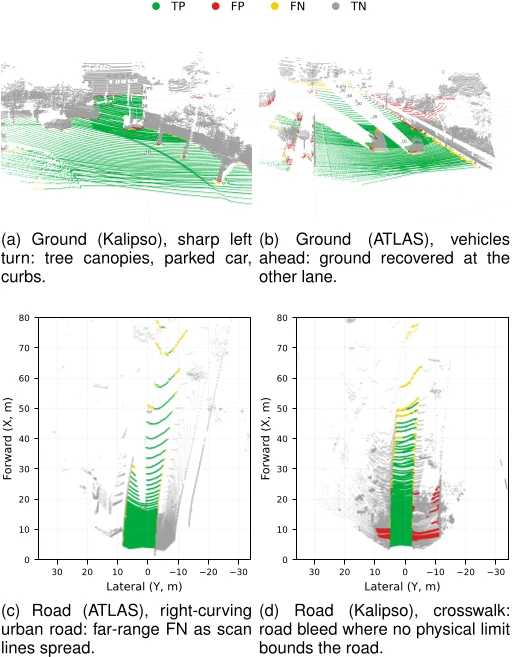 TP FP FN TN
(a) Ground (Kalipso), sharp left
turn: tree canopies, parked car,
curbs.
(b) Ground (ATLAS), vehicles
ahead: ground recovered at the
other lane.
80
70
60
50
40
30
20
10
0
Forward (X, m)
30 20 10 0 −10 −20 −30
Lateral (Y, m)
80
70
60
50
40
30
20
10
0
Forward (X, m)
30 20 10 0 −10 −20 −30
Lateral (Y, m)
(c) Road (ATLAS), right-curving
urban road: far-range FN as scan
lines spread.
(d) Road (Kalipso), crosswalk:
road bleed where no physical limit
bounds the road.